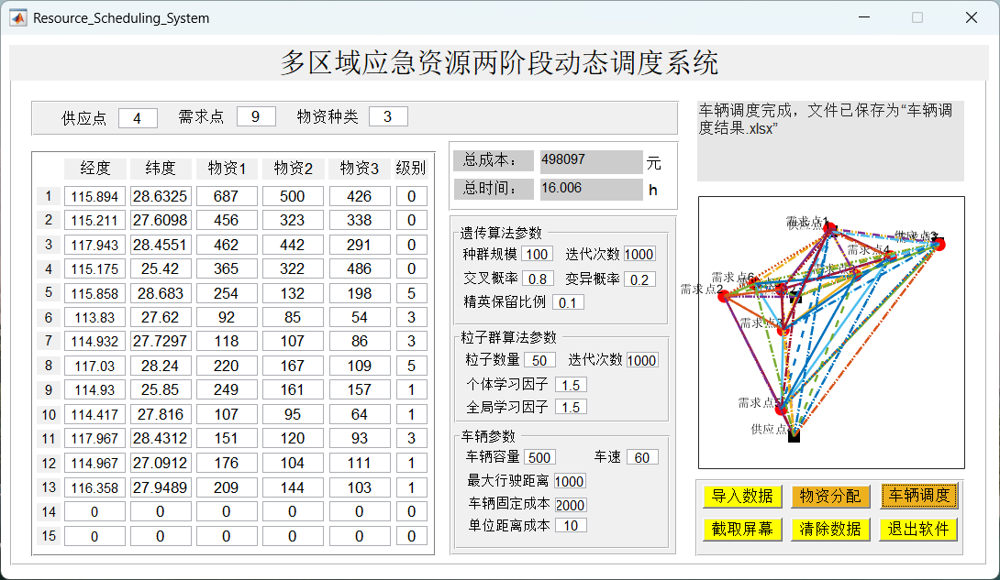 Resource_Scheduling_System
多区域应急资源两阶段动态调度系统
供应点 4 需求点 9 物资种类 3
经度 纬度 物资1 物资2 物资3 级别
1 115.894 28.6325 687 500 426 0
2 115.211 27.6098 456 323 338 0
3 117.943 28.4551 462 442 291 0
4 115.175 25.42 365 322 486 0
5 115.858 28.683 254 132 198 5
6 113.83 27.62 92 85 54 3
7 114.932 27.7297 118 107 86 3
8 117.03 28.24 220 167 109 5
9 114.93 25.85 249 161 157 1
10 114.417 27.816 107 95 64 1
11 117.967 28.4312 151 120 93 3
12 114.967 27.0912 176 104 111 1
13 116.358 27.9489 209 144 103 1
14 0 0 0 0 0 0
15 0 0 0 0 0 0
总成本： 498097 元
总时间： 16.006 h
遗传算法参数
种群规模 100 迭代次数 1000
交叉概率 0.8 变异概率 0.2
精英保留比例 0.1
粒子群算法参数
粒子数量 50 迭代次数 1000
个体学习因子 1.5
全局学习因子 1.5
车辆参数
车辆容量 500 车速 60
最大行驶距离 1000
车辆固定成本 2000
单位距离成本 10
车辆调度完成，文件已保存为“车辆调
度结果.xlsx”
需求点1
需求点4
需求点6
需求点2
需求点
需求点5
供应点4
导入数据 物资分配 车辆调度
截取屏幕 清除数据 退出软件